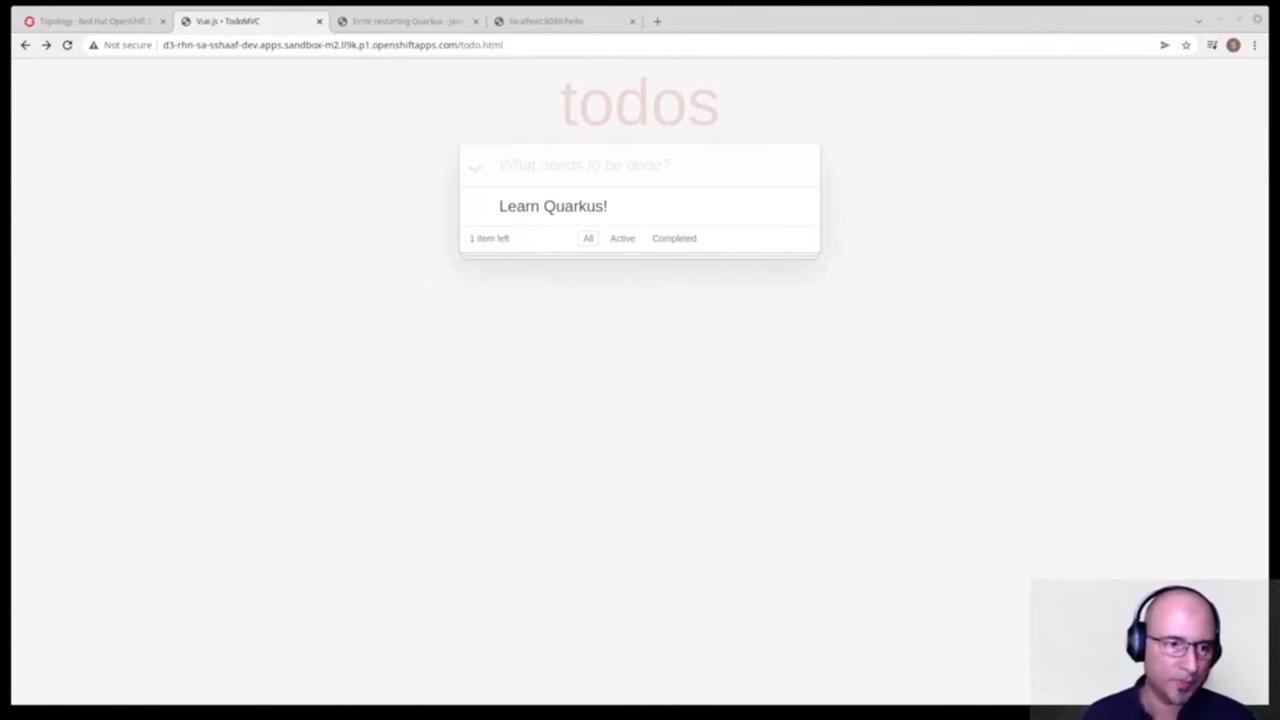 Topology · Red Hat OpenShift
Vue.js • TodoMVC
Error restarting Quarkus - java
localhost:8080/hello
Not secure
d3-rhn-sa-sshaaf-dev.apps.sandbox-m2.ll9k.p1.openshiftapps.com/todo.html
S
todos
What needs to be done?
Learn Quarkus!
1 item left
All
Active
Completed